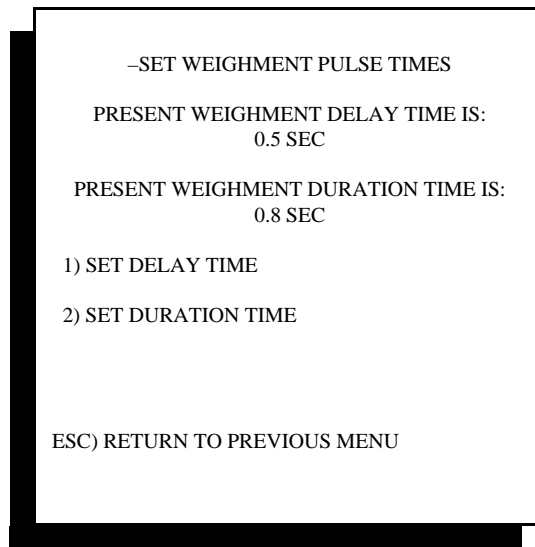 –SET WEIGHMENT PULSE TIMES
PRESENT WEIGHMENT DELAY TIME IS:
0.5 SEC
PRESENT WEIGHMENT DURATION TIME IS:
0.8 SEC
1) SET DELAY TIME
2) SET DURATION TIME
ESC) RETURN TO PREVIOUS MENU